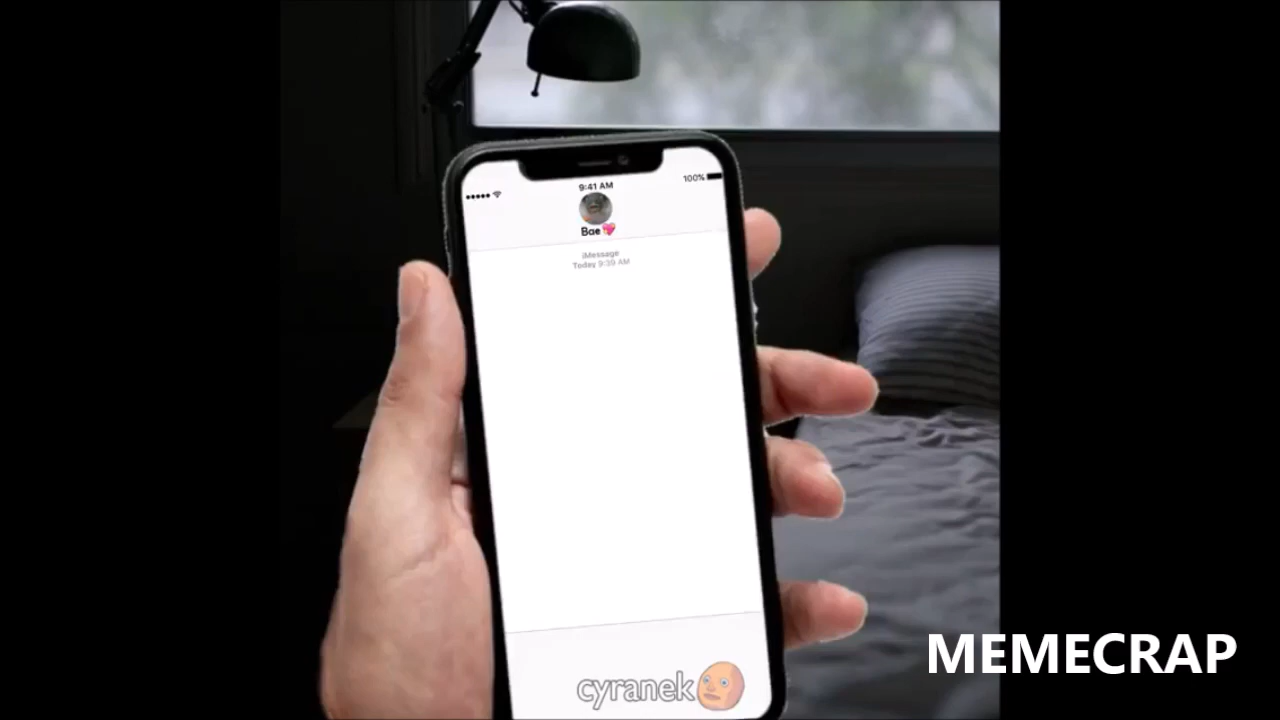 9:41 AM
100%
Bae💖
iMessage
Today 9:39 AM
cyranek
MEMECRAP